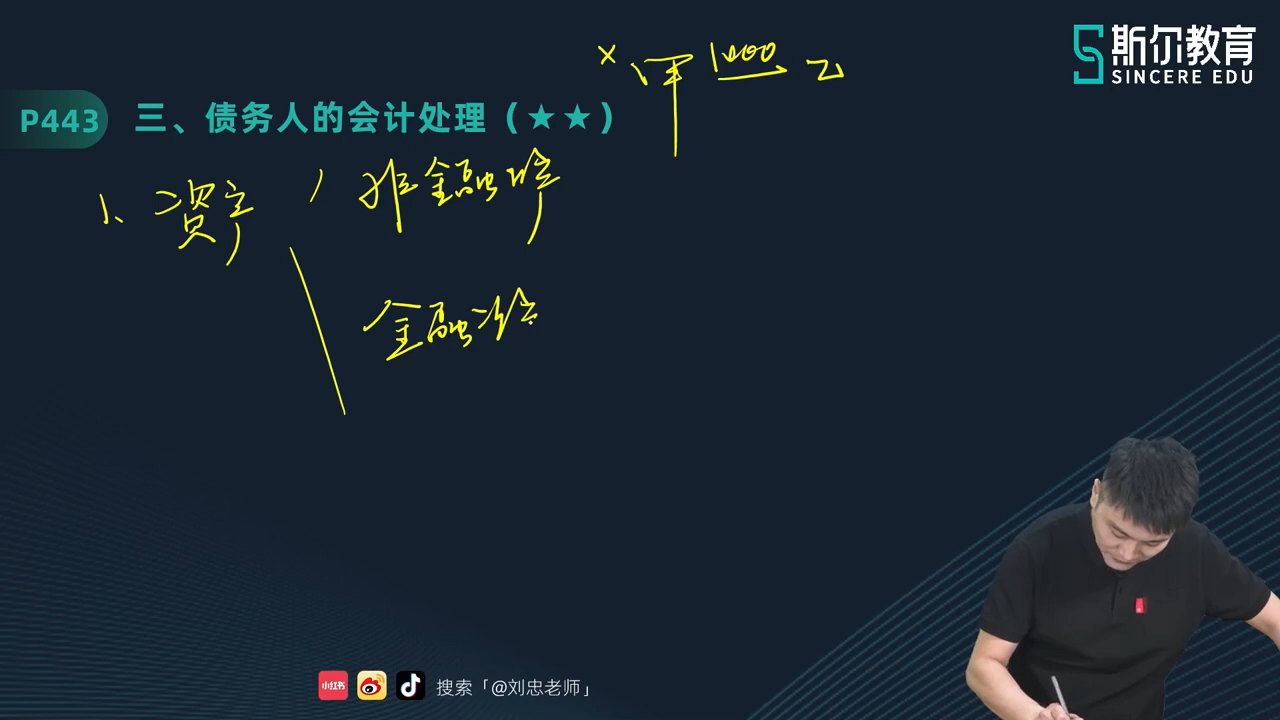 斯尔教育
SINCERE EDU
× 甲 1000 乙
P443 三、债务人的会计处理（★★）
1、资产 非金融资产
金融资产
小红书 搜索「@刘忠老师」